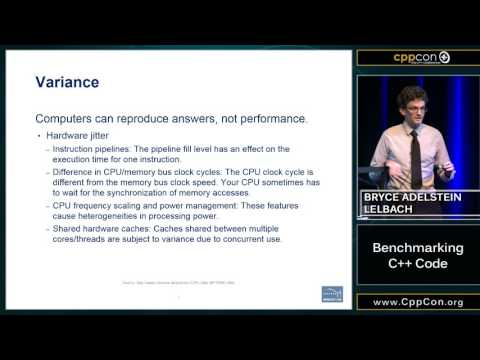 Variance
Computers can reproduce answers, not performance.
• Hardware jitter
– Instruction pipelines: The pipeline fill level has an effect on the
execution time for one instruction.
– Difference in CPU/memory bus clock cycles: The CPU clock cycle is
different from the memory bus clock speed. Your CPU sometimes has
to wait for the synchronization of memory accesses.
– CPU frequency scaling and power management: These features
cause heterogeneities in processing power.
– Shared hardware caches: Caches shared between multiple
cores/threads are subject to variance due to concurrent use.
cppcon
BRYCE ADELSTEIN
LELBACH
Benchmarking
C++ Code
www.CppCon.org